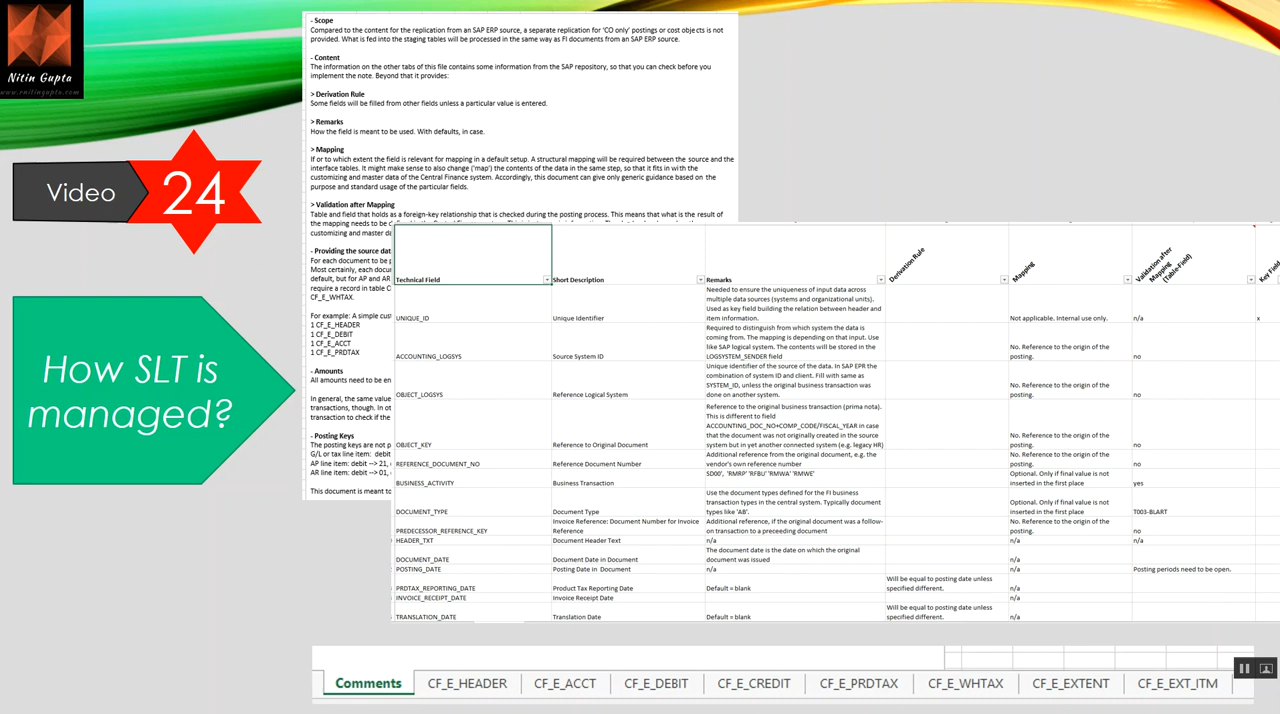 Nitin Gupta
www.enitingupta.com
Video
24
How SLT is
managed?
- Scope
Compared to the content for the replication from an SAP ERP source, a separate replication for 'CO only' postings or cost objects is not
provided. What is fed into the staging tables will be processed in the same way as FI documents from an SAP ERP source.
- Content
The information on the other tabs of this file contains some information from the SAP repository, so that you can check before you
implement the note. Beyond that it provides:
> Derivation Rule
Some fields will be filled from other fields unless a particular value is entered.
> Remarks
How the field is meant to be used. With defaults, in case.
> Mapping
If or to which extent the field is relevant for mapping in a default setup. A structural mapping will be required between the source and the
interface tables. It might make sense to also change ('map') the contents of the data in the same step, so that it fits in with the
customizing and master data of the Central Finance system. Accordingly, this document can give only generic guidance based on the
purpose and standard usage of the particular fields.
> Validation after Mapping
Table and field that holds as a foreign-key relationship that is checked during the posting process. This means that what is the result of
the mapping needs to be
customizing and master da
- Providing the source dat
For each document to be p
Most certainly, each docu
default, but for AP and AR
require a record in table C
CF_E_WHTAX.
For example: A simple cust
1 CF_E_HEADER
1 CF_E_DEBIT
1 CF_E_ACCT
1 CF_E_PRDTAX
- Amounts
All amounts need to be en
In general, the same value
transactions, though. In ot
transaction to check if the
- Posting Keys
The posting keys are not p
G/L or tax line item: debit
AP line item: debit --> 21,
AR line item: debit --> 01,
This document is meant to
Technical Field Short Description Remarks Derivation Rule Mapping Validation after Mapping (Table-Field) Key Field
UNIQUE_ID Unique Identifier Needed to ensure the uniqueness of input data across multiple data sources (systems and organizational units). Used as key field building the relation between header and item information. Not applicable. Internal use only. n/a x
ACCOUNTING_LOGSYS Source System ID Required to distinguish from which system the data is coming from. The mapping is depending on that input. Use like SAP logical system. The contents will be stored in the LOGSYSTEM_SENDER field No. Reference to the origin of the posting. no
OBJECT_LOGSYS Reference Logical System Unique identifier of the source of the data. In SAP EPR the combination of system ID and client. Fill with same as SYSTEM_ID, unless the original business transaction was done on another system. No. Reference to the origin of the posting. no
OBJECT_KEY Reference to Original Document Reference to the original business transaction (prima nota). This is different to field ACCOUNTING_DOC_NO+COMP_CODE/FISCAL_YEAR in case that the document was not originally created in the source system but in yet another connected system (e.g. legacy HR) No. Reference to the origin of the posting. no
REFERENCE_DOCUMENT_NO Reference Document Number Additional reference from the original document, e.g. the vendor's own reference number No. Reference to the origin of the posting. no
BUSINESS_ACTIVITY Business Transaction SD00', 'RMRP' 'RFBU' 'RMWA' 'RMWE' Optional. Only if final value is not inserted in the first place yes
DOCUMENT_TYPE Document Type Use the document types defined for the FI business transaction types in the central system. Typically document types like 'AB'. Optional. Only if final value is not inserted in the first place T003-BLART
PREDECESSOR_REFERENCE_KEY Invoice Reference: Document Number for Invoice Reference Additional reference, if the original document was a follow-on transaction to a preceeding document No. Reference to the origin of the posting. no
HEADER_TXT Document Header Text n/a n/a n/a
DOCUMENT_DATE Document Date in Document The document date is the date on which the original document was issued n/a
POSTING_DATE Posting Date in Document n/a n/a Posting periods need to be open.
PRDTAX_REPORTING_DATE Product Tax Reporting Date Default = blank Will be equal to posting date unless specified different. n/a
INVOICE_RECEIPT_DATE Invoice Receipt Date n/a
TRANSLATION_DATE Translation Date Default = blank Will be equal to posting date unless specified different. n/a
Comments CF_E_HEADER CF_E_ACCT CF_E_DEBIT CF_E_CREDIT CF_E_PRDTAX CF_E_WHTAX CF_E_EXTENT CF_E_EXT_ITM